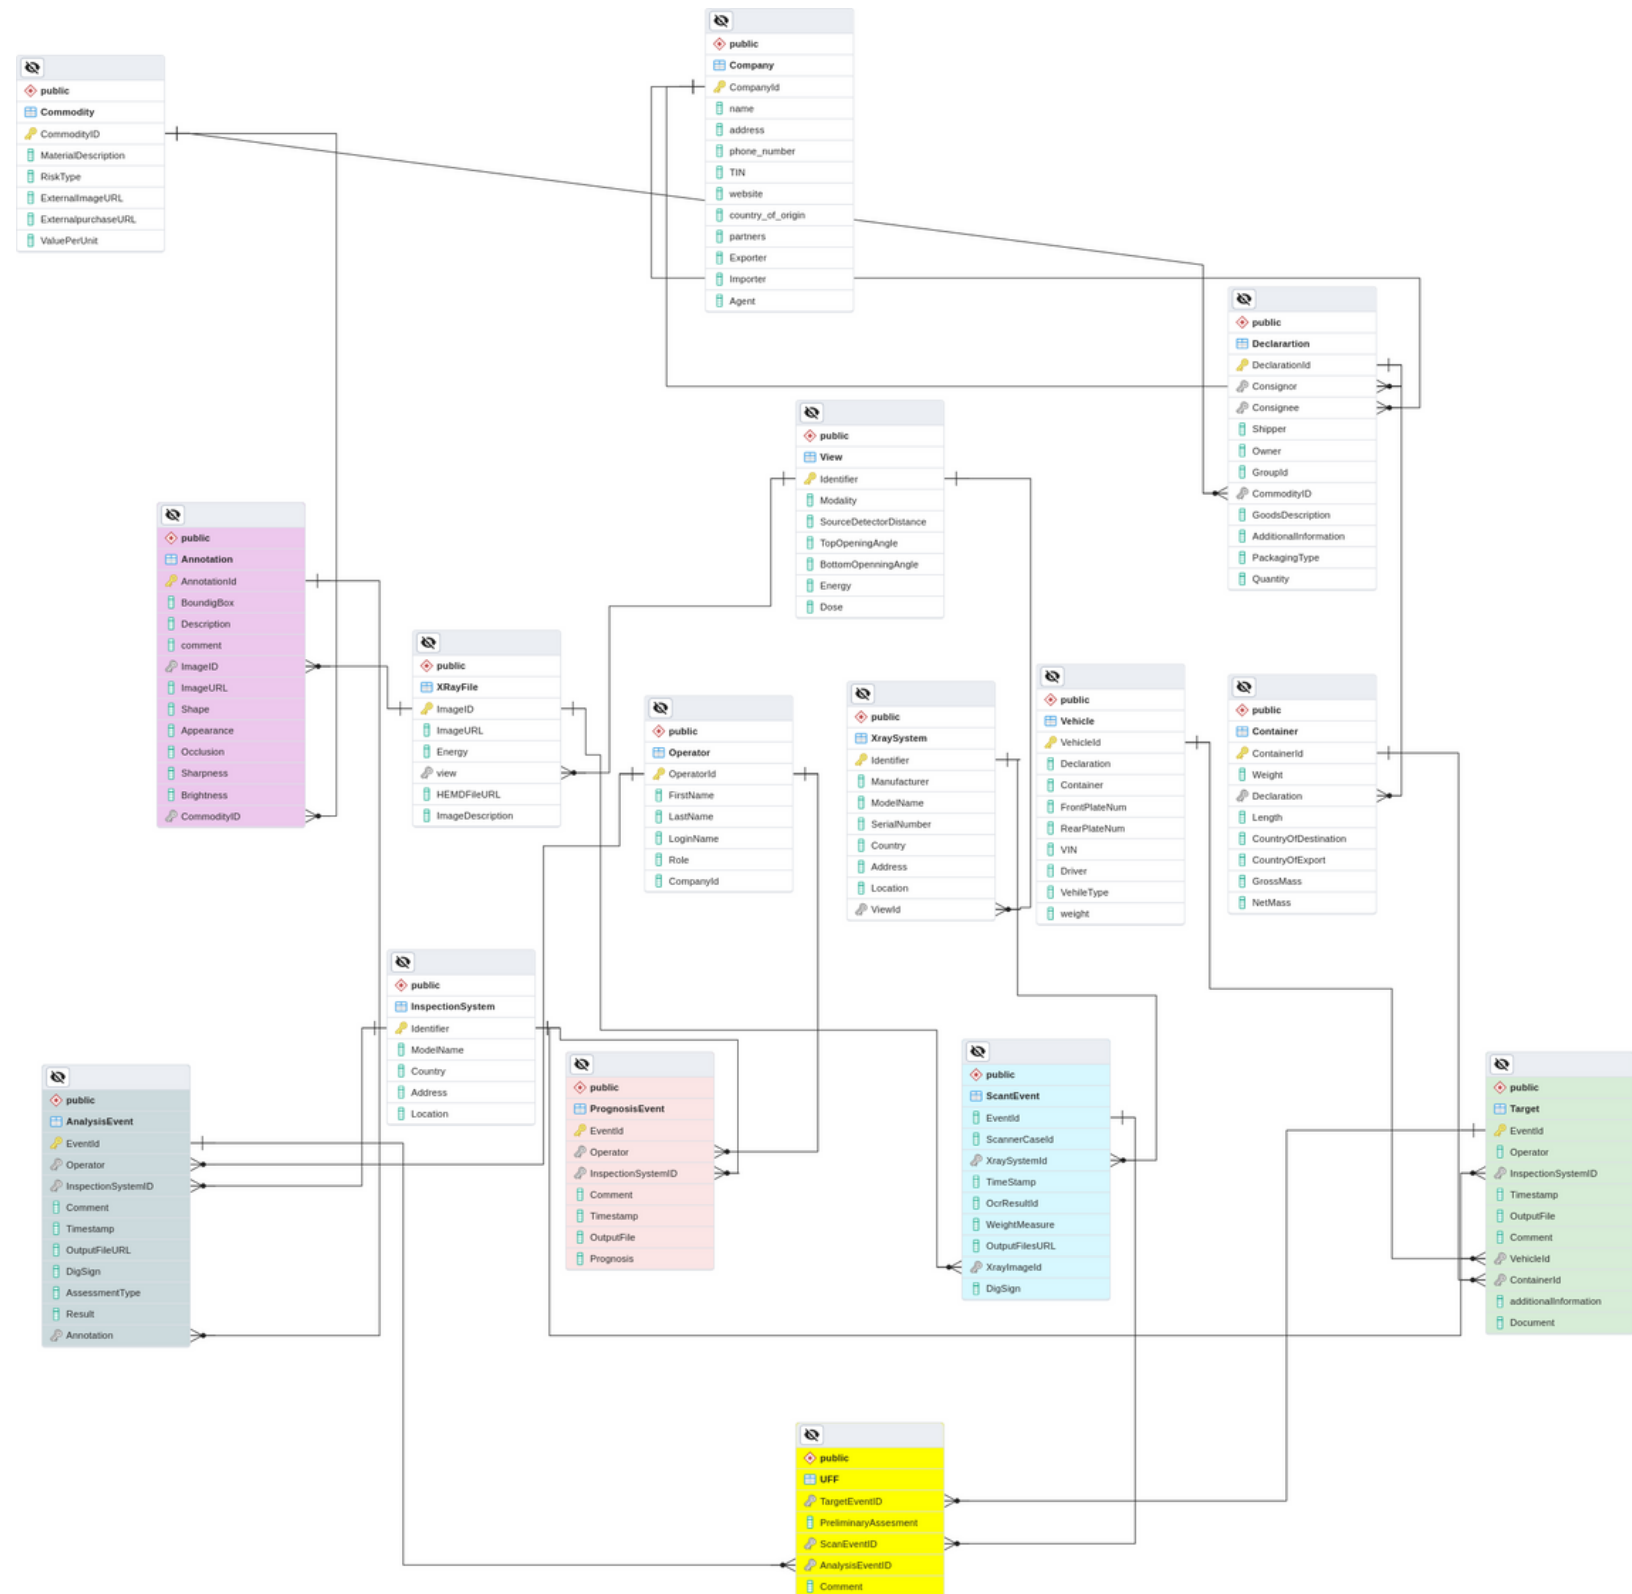 public
Company
CompanyId
name
address
phone_number
TIN
website
country_of_origin
partners
Exporter
Importer
Agent
public
Commodity
CommodityID
MaterialDescription
RiskType
ExternalImageURL
ExternalpurchaseURL
ValuePerUnit
public
Declarartion
DeclarationId
Consignor
Consignee
Shipper
Owner
GroupId
CommodityID
GoodsDescription
AdditionalInformation
PackagingType
Quantity
public
View
Identifier
Modality
SourceDetectorDistance
TopOpeningAngle
BottomOpenningAngle
Energy
Dose
public
Annotation
AnnotationId
BoundigBox
Description
comment
ImageID
ImageURL
Shape
Appearance
Occlusion
Sharpness
Brightness
CommodityID
public
XRayFile
ImageID
ImageURL
Energy
view
HEMDFileURL
ImageDescription
public
Operator
OperatorId
FirstName
LastName
LoginName
Role
CompanyId
public
XraySystem
Identifier
Manufacturer
ModelName
SerialNumber
Country
Address
Location
ViewId
public
Vehicle
VehicleId
Declaration
Container
FrontPlateNum
RearPlateNum
VIN
Driver
VehileType
weight
public
Container
ContainerId
Weight
Declaration
Length
CountryOfDestination
CountryOfExport
GrossMass
NetMass
public
InspectionSystem
Identifier
ModelName
Country
Address
Location
public
AnalysisEvent
EventId
Operator
InspectionSystemID
Comment
Timestamp
OutputFileURL
DigSign
AssessmentType
Result
Annotation
public
PrognosisEvent
EventId
Operator
InspectionSystemID
Comment
Timestamp
OutputFile
Prognosis
public
ScantEvent
EventId
ScannerCaseId
XraySystemId
TimeStamp
OcrResultId
WeightMeasure
OutputFilesURL
XrayImageId
DigSign
public
Target
EventId
Operator
InspectionSystemID
Timestamp
OutputFile
Comment
VehicleId
ContainerId
additionalInformation
Document
public
UFF
TargetEventID
PreliminaryAssesment
ScanEventID
AnalysisEventID
Comment